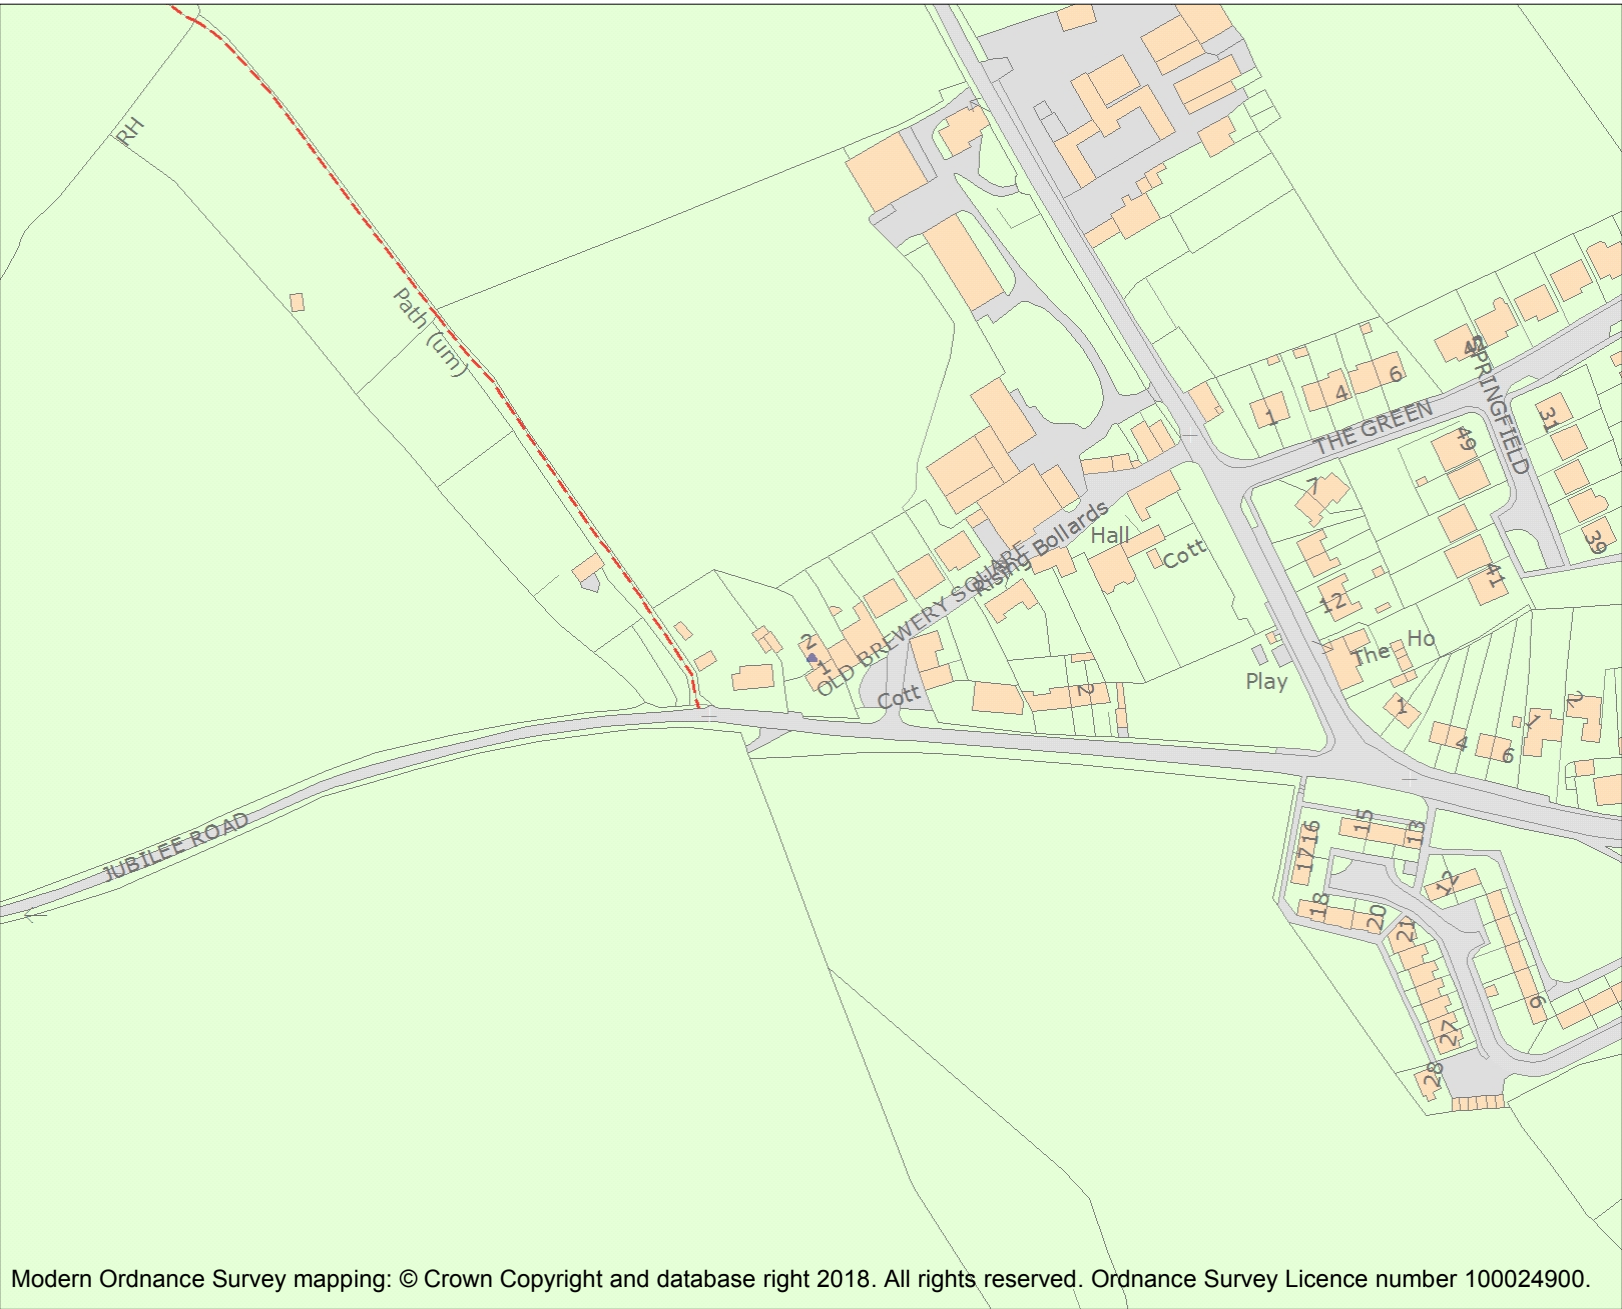 RH
Path (um)
1
4
6
THE GREEN
SPRINGFIELD
31
49
7
39
41
12
Rising Bollards
Hall
Cott
OLD BREWERY SQUARE
2
1
Cott
2
Play
The Ho
1
4
6
1
2
JUBILEE ROAD
16
17
15
13
12
18
20
21
9
27
28
Modern Ordnance Survey mapping: © Crown Copyright and database right 2018. All rights reserved. Ordnance Survey Licence number 100024900.